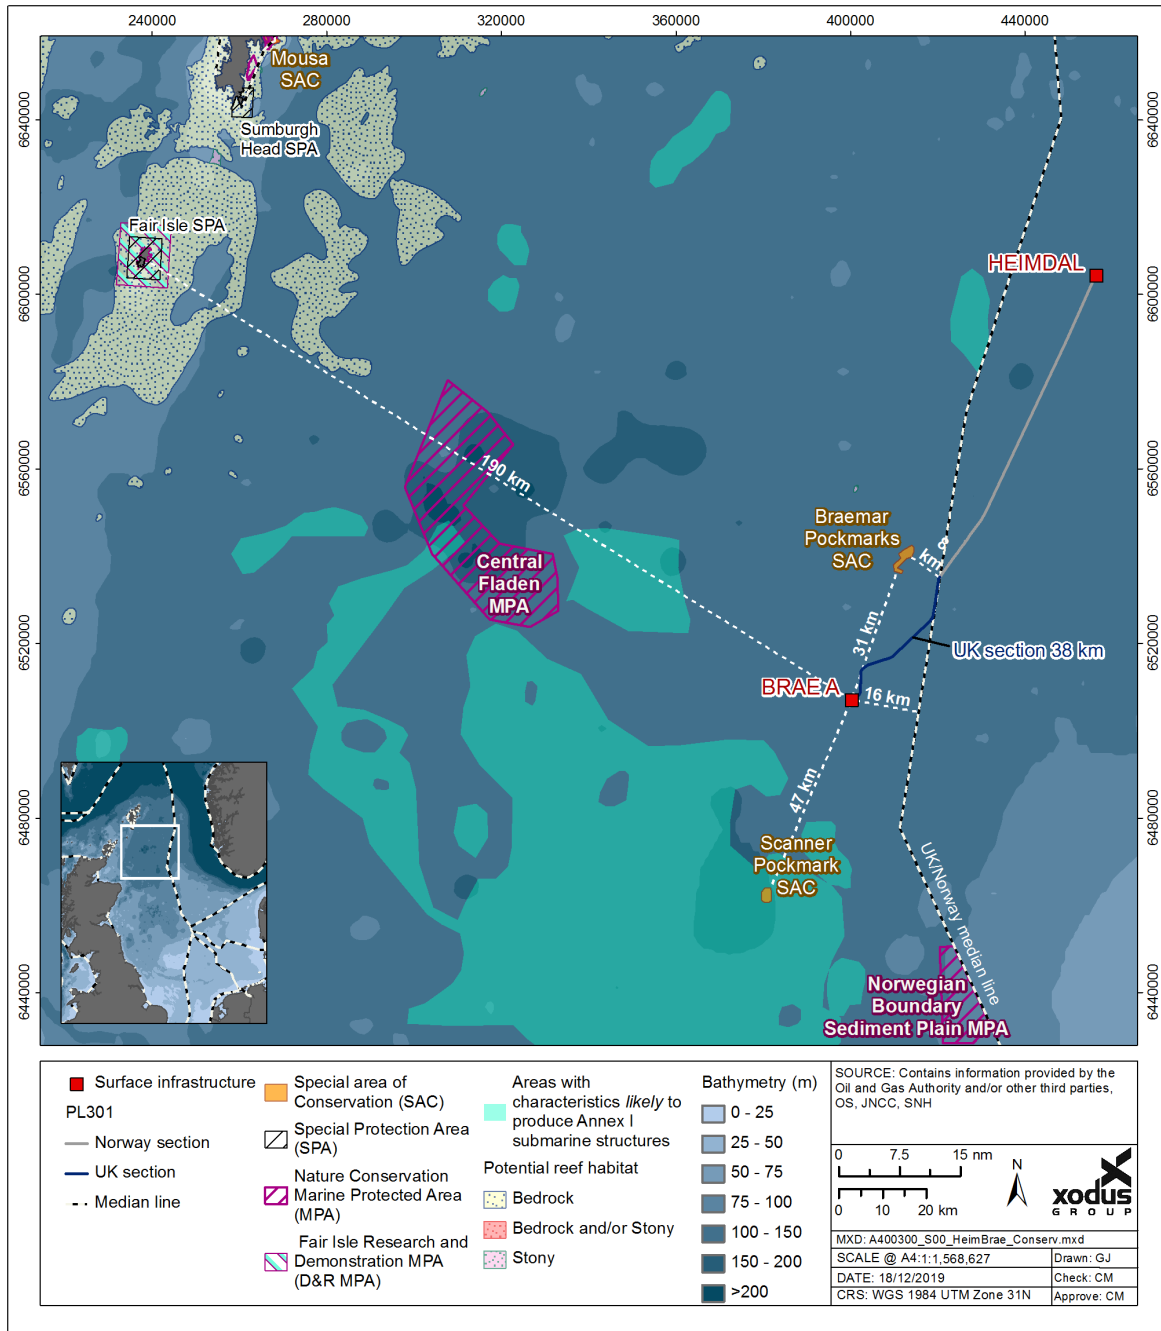 240000
280000
320000
360000
400000
440000
6640000
6640000
6600000
6600000
6560000
6560000
6520000
6520000
6480000
6480000
6440000
6440000
Mousa
SAC
Sumburgh
Head SPA
Fair Isle SPA
HEIMDAL
190 km
Braemar
Pockmarks
SAC
8
km
Central
Fladen
MPA
31 km
UK section 38 km
BRAE A
16 km
47 km
Scanner
Pockmark
SAC
UK/Norway median line
Norwegian
Boundary
Sediment Plain MPA
Surface infrastructure
PL301
Norway section
UK section
Median line
Special area of
Conservation (SAC)
Special Protection Area
(SPA)
Nature Conservation
Marine Protected Area
(MPA)
Fair Isle Research and
Demonstration MPA
(D&R MPA)
Areas with
characteristics likely to
produce Annex I
submarine structures
Potential reef habitat
Bedrock
Bedrock and/or Stony
Stony
Bathymetry (m)
0 - 25
25 - 50
50 - 75
75 - 100
100 - 150
150 - 200
>200
SOURCE: Contains information provided by the
Oil and Gas Authority and/or other third parties,
OS, JNCC, SNH
0 7.5 15 nm
0 10 20 km
N
xodus
GROUP
MXD: A400300_S00_HeimBrae_Conserv.mxd
SCALE @ A4:1:1,568,627
Drawn: GJ
DATE: 18/12/2019
Check: CM
CRS: WGS 1984 UTM Zone 31N
Approve: CM